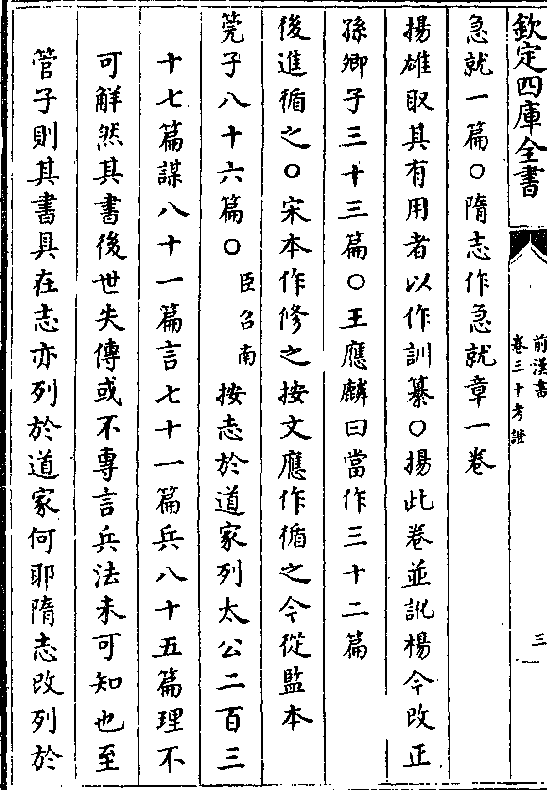 欽定四庫全書
前漢書
卷三十考證
三
急就一篇○隋志作急就章一卷
揚雄取其有用者以作訓纂○揚此卷並訛楊今改正
孫卿子三十三篇○王應麟曰當作三十二篇
後進循之○宋本作修之按文應作循之今從監本
筦子八十六篇○臣召南按志於道家列太公二百三
十七篇謀八十一篇言七十一篇兵八十五篇理不
可解然其書後世失傳或不專言兵法未可知也至
管子則其書具在志亦列於道家何耶隋志改列於